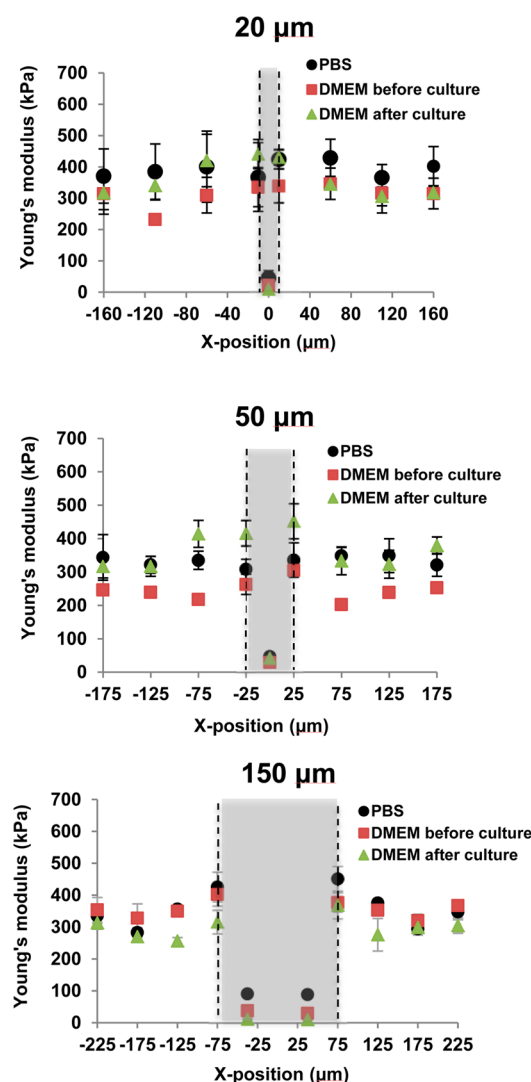 20 µm
Young's modulus (kPa)
700
600
500
400
300
200
100
0
PBS
DMEM before culture
DMEM after culture
-160 -120 -80 -40 0 40 80 120 160
X-position (µm)
50 µm
Young's modulus (kPa)
700
600
500
400
300
200
100
0
PBS
DMEM before culture
DMEM after culture
-175 -125 -75 -25 25 75 125 175
X-position (µm)
150 µm
Young's modulus (kPa)
700
600
500
400
300
200
100
0
PBS
DMEM before culture
DMEM after culture
-225 -175 -125 -75 -25 25 75 125 175 225
X-position (µm)